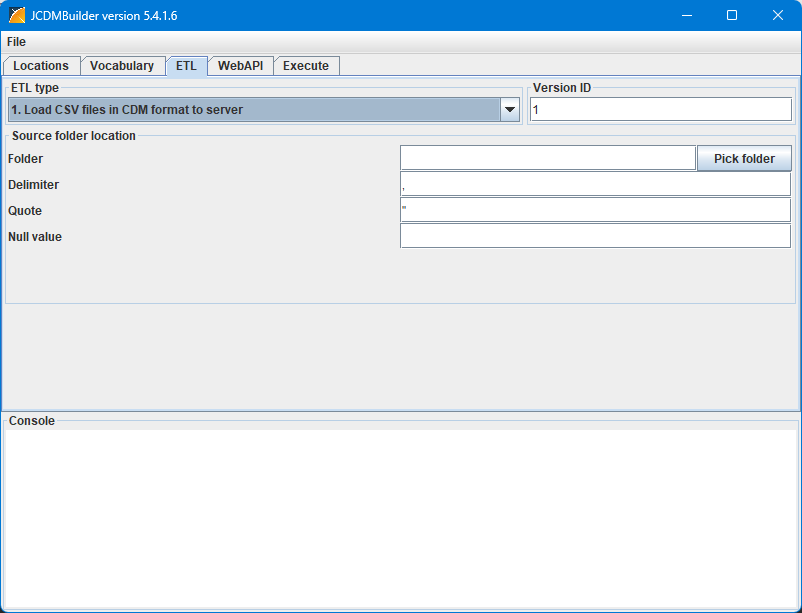 JCDMBuilder version 5.4.1.6
File
Locations Vocabulary ETL WebAPI Execute
ETL type Version ID
1. Load CSV files in CDM format to server 1
Source folder location
Folder Pick folder
Delimiter ,
Quote "
Null value
Console